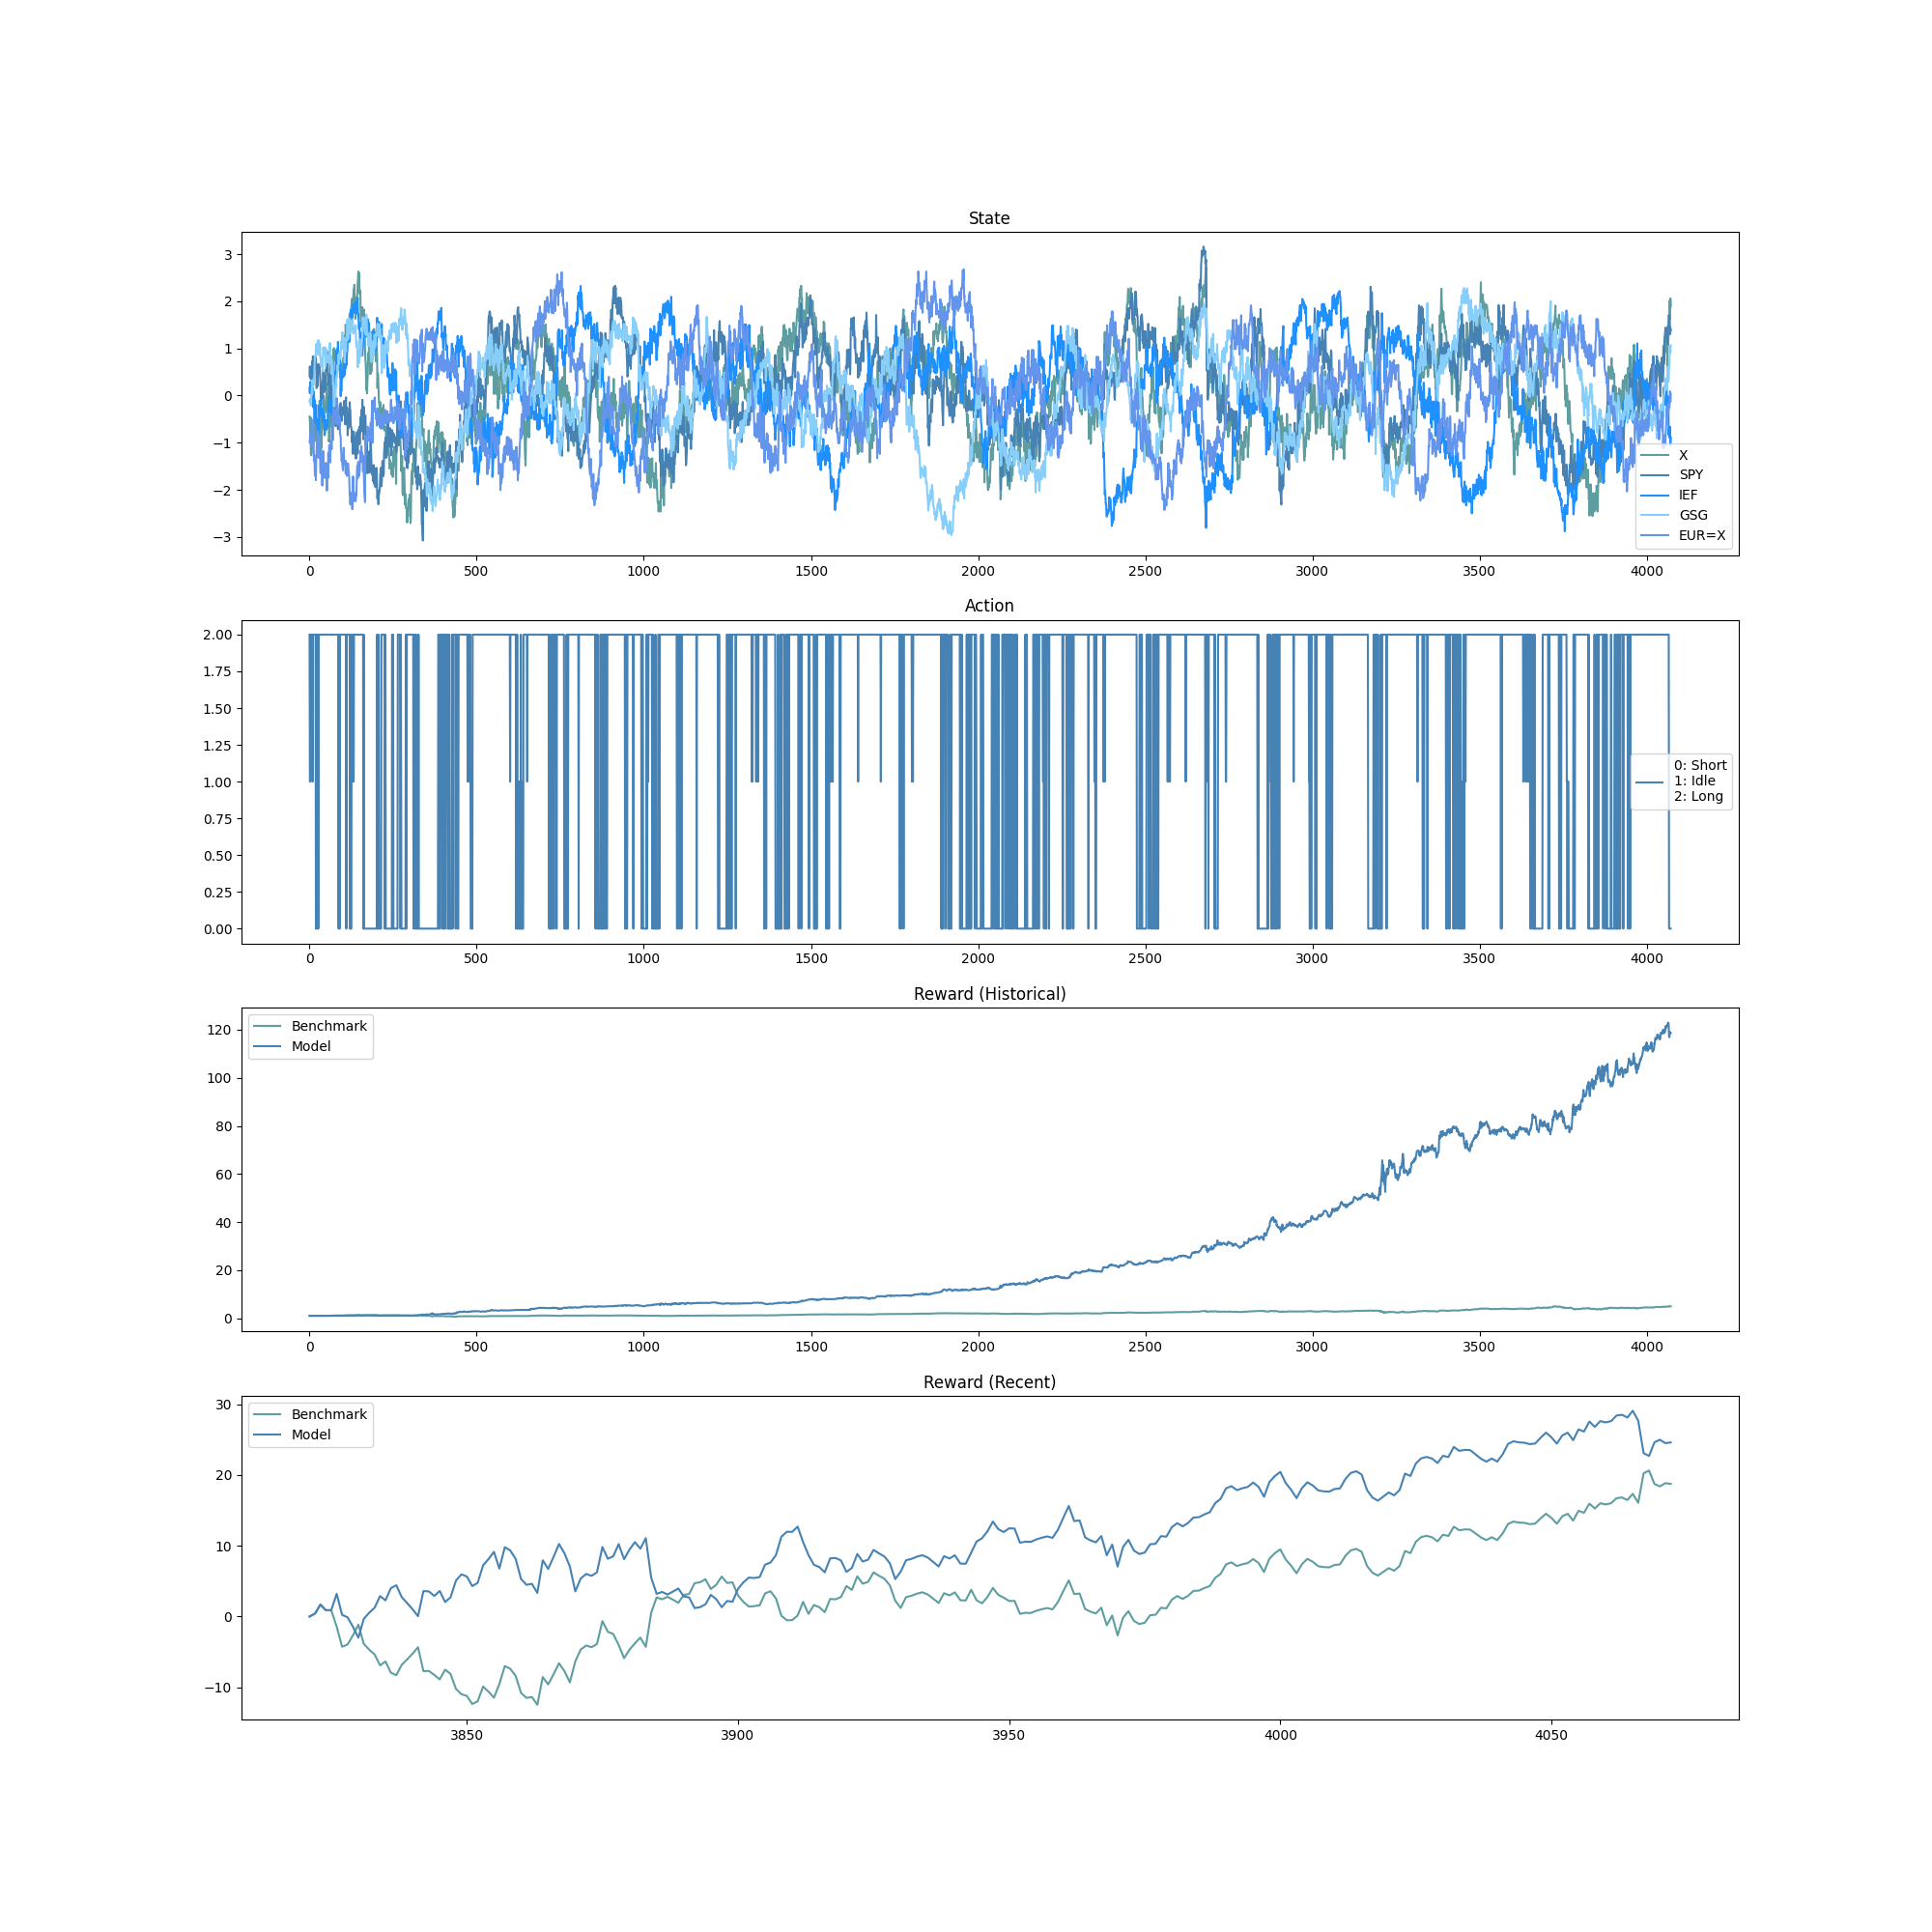 State
3
2
1
0
−1
−2
−3
X
SPY
IEF
GSG
EUR=X
0 500 1000 1500 2000 2500 3000 3500 4000
Action
2.00
1.75
1.50
1.25
1.00
0.75
0.50
0.25
0.00
0: Short
1: Idle
2: Long
0 500 1000 1500 2000 2500 3000 3500 4000
Reward (Historical)
Benchmark
Model
120
100
80
60
40
20
0
0 500 1000 1500 2000 2500 3000 3500 4000
Reward (Recent)
Benchmark
Model
30
20
10
0
−10
3850 3900 3950 4000 4050